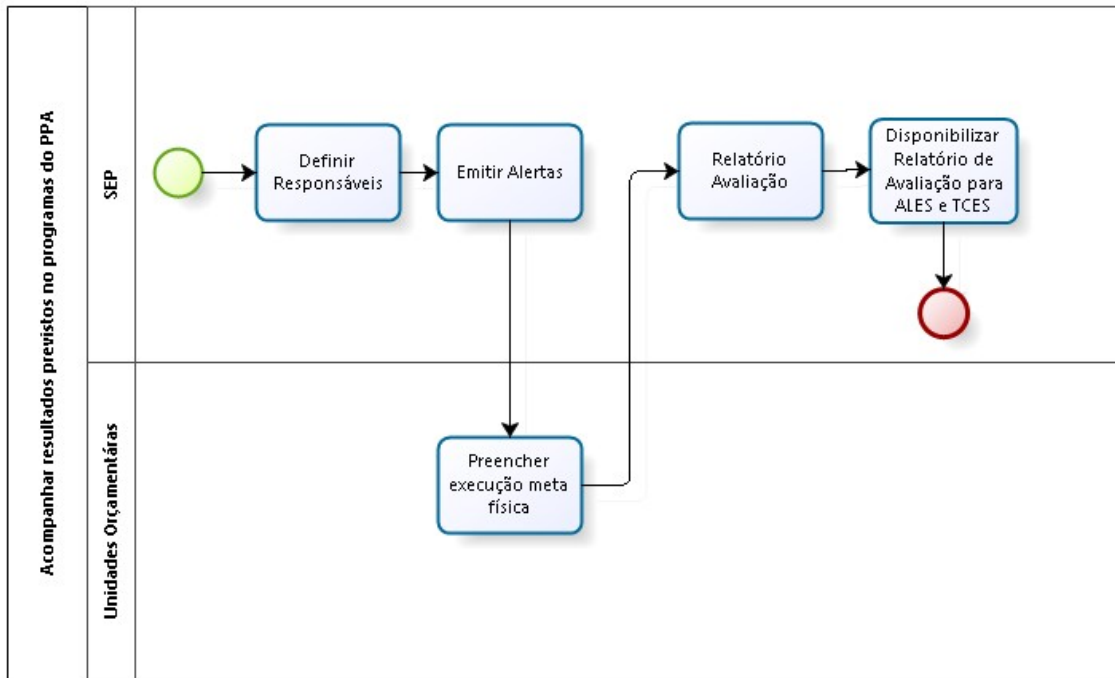 Acompanhar resultados previstos no programas do PPA
SEP
Definir
Responsáveis
Emitir Alertas
Relatório
Avaliação
Disponibilizar
Relatório de
Avaliação para
ALES e TCES
Unidades Orçamentáras
Preencher
execução meta
física